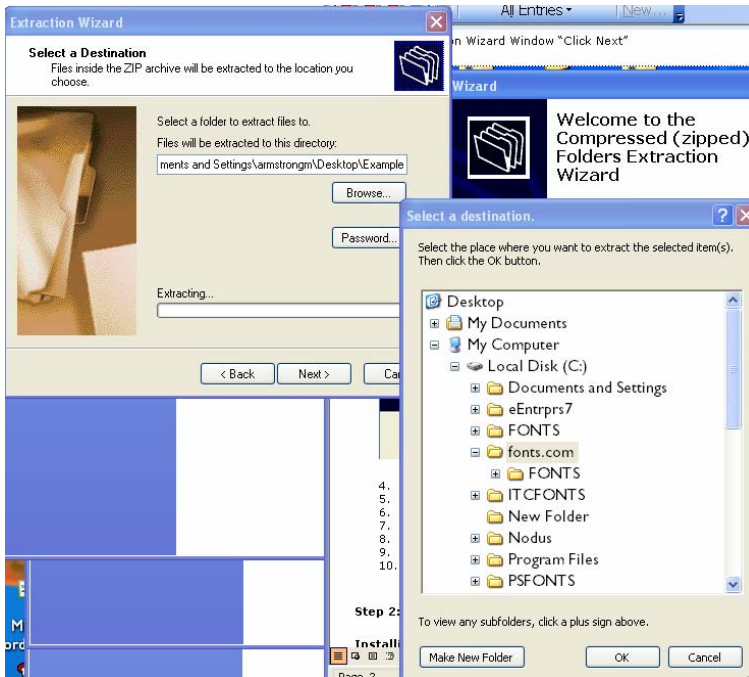 Extraction Wizard
Select a Destination
Files inside the ZIP archive will be extracted to the location you
choose.
Select a folder to extract files to.
Files will be extracted to this directory:
ments and Settings\armstrongm\Desktop\Example
Browse...
Password...
Extracting...
< Back
Next >
All Entries
New...
n Wizard Window “Click Next”
Wizard
Welcome to the
Compressed (zipped)
Folders Extraction
Wizard
Select a destination.
Select the place where you want to extract the selected item(s).
Then click the OK button.
Desktop
My Documents
My Computer
Local Disk (C:)
Documents and Settings
eEntrprs7
FONTS
fonts.com
FONTS
ITCFONTS
New Folder
Nodus
Program Files
PSFONTS
To view any subfolders, click a plus sign above.
Make New Folder
OK
Cancel
4.
5.
6.
7.
8.
9.
10.
Step 2:
Installi
Page 2